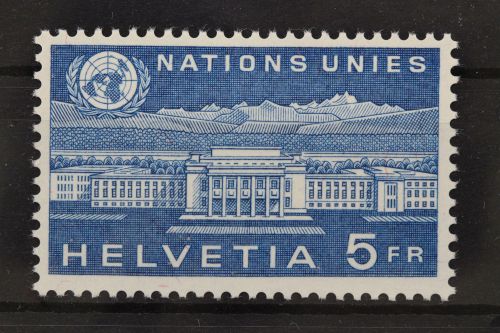 NATIONS UNIES
HELVETIA 5 FR